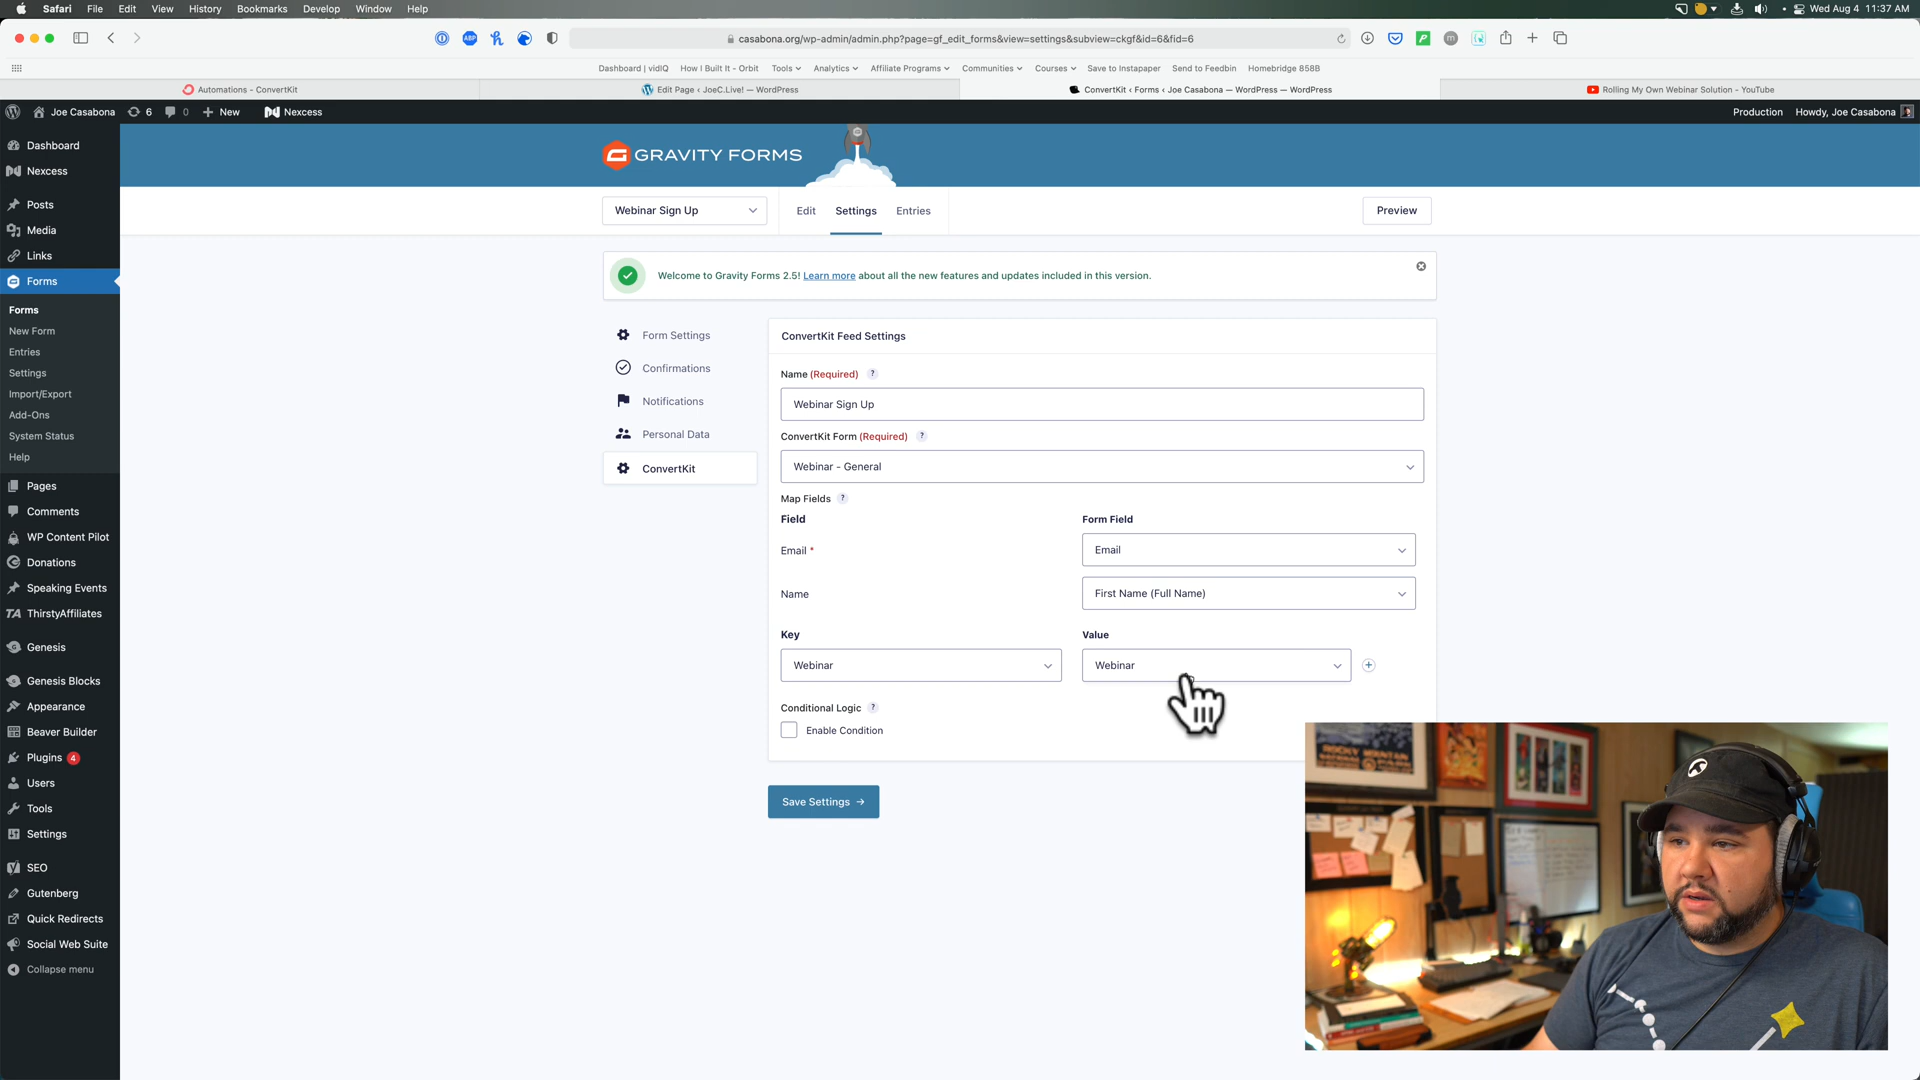 Safari File Edit View History Bookmarks Develop Window Help
Wed Aug 4 11:37 AM
casabona.org/wp-admin/admin.php?page=gf_edit_forms&view=settings&subview=ckgf&id=6&fid=6
Dashboard | vidIQ How I Built It - Orbit Tools Analytics Affiliate Programs Communities Courses Save to Instapaper Send to Feedbin Homebridge 858B
Automations - ConvertKit
Edit Page ‹ JoeC.Live! — WordPress
ConvertKit ‹ Forms ‹ Joe Casabona — WordPress — WordPress
Rolling My Own Webinar Solution - YouTube
Joe Casabona 6 0 New Nexcess
Production Howdy, Joe Casabona
Dashboard
Nexcess
Posts
Media
Links
Forms
Forms
New Form
Entries
Settings
Import/Export
Add-Ons
System Status
Help
Pages
Comments
WP Content Pilot
Donations
Speaking Events
TA ThirstyAffiliates
Genesis
Genesis Blocks
Appearance
Beaver Builder
Plugins 4
Users
Tools
Settings
SEO
Gutenberg
Quick Redirects
Social Web Suite
Collapse menu
GRAVITY FORMS
Webinar Sign Up
Edit Settings Entries
Preview
Welcome to Gravity Forms 2.5! Learn more about all the new features and updates included in this version.
Form Settings
Confirmations
Notifications
Personal Data
ConvertKit
ConvertKit Feed Settings
Name (Required) ?
Webinar Sign Up
ConvertKit Form (Required) ?
Webinar - General
Map Fields ?
Field Form Field
Email * Email
Name First Name (Full Name)
Key Value
Webinar Webinar
Conditional Logic ?
Enable Condition
Save Settings →